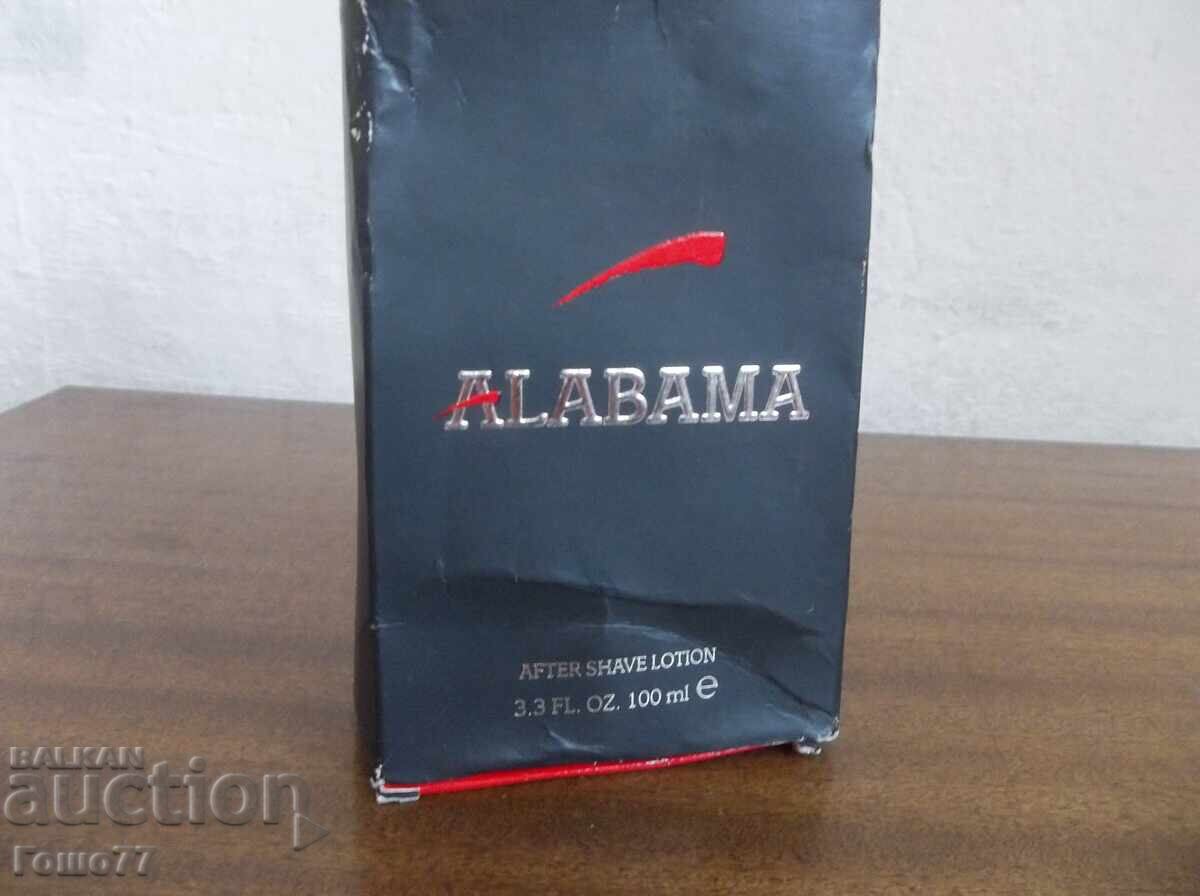 ALABAMA
AFTER SHAVE LOTION
3.3 FL. OZ. 100 ml ℮
BALKAN
auction
Гошо77